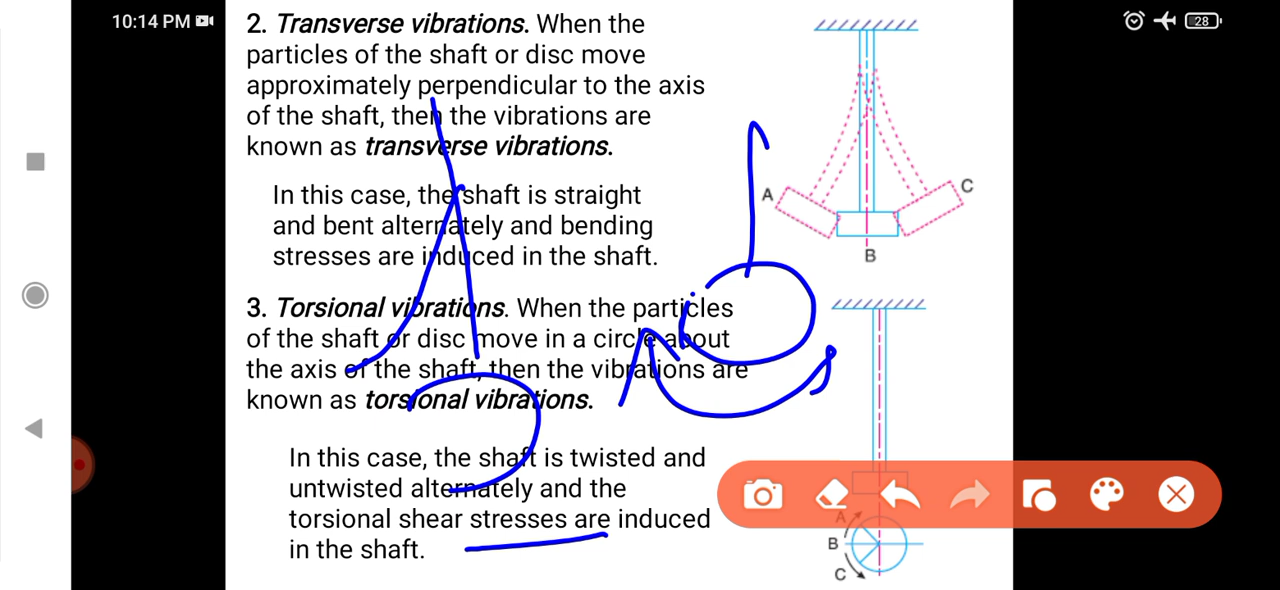 10:14 PM
28
2. Transverse vibrations. When the
particles of the shaft or disc move
approximately perpendicular to the axis
of the shaft, then the vibrations are
known as transverse vibrations.
In this case, the shaft is straight
and bent alternately and bending
stresses are induced in the shaft.
A
C
B
3. Torsional vibrations. When the particles
of the shaft or disc move in a circle about
the axis of the shaft, then the vibrations are
known as torsional vibrations.
In this case, the shaft is twisted and
untwisted alternately and the
torsional shear stresses are induced
in the shaft.
A
B
C